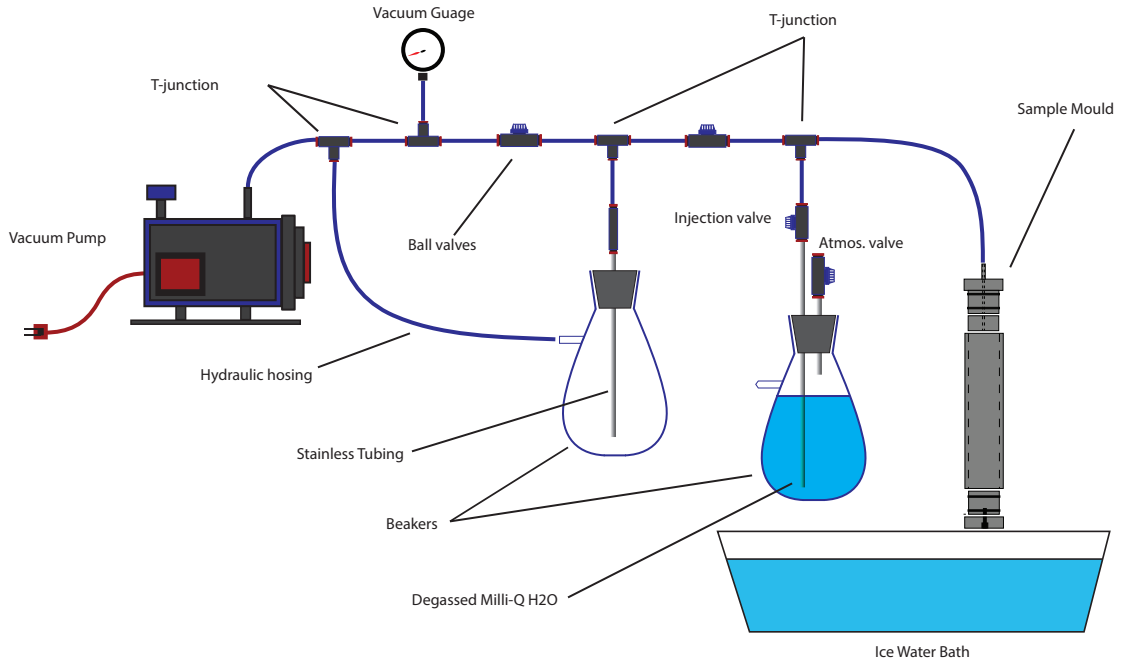 Vacuum Guage
T-junction
T-junction
Sample Mould
Injection valve
Vacuum Pump
Ball valves
Atmos. valve
Hydraulic hosing
Stainless Tubing
Beakers
Degassed Milli-Q H2O
Ice Water Bath